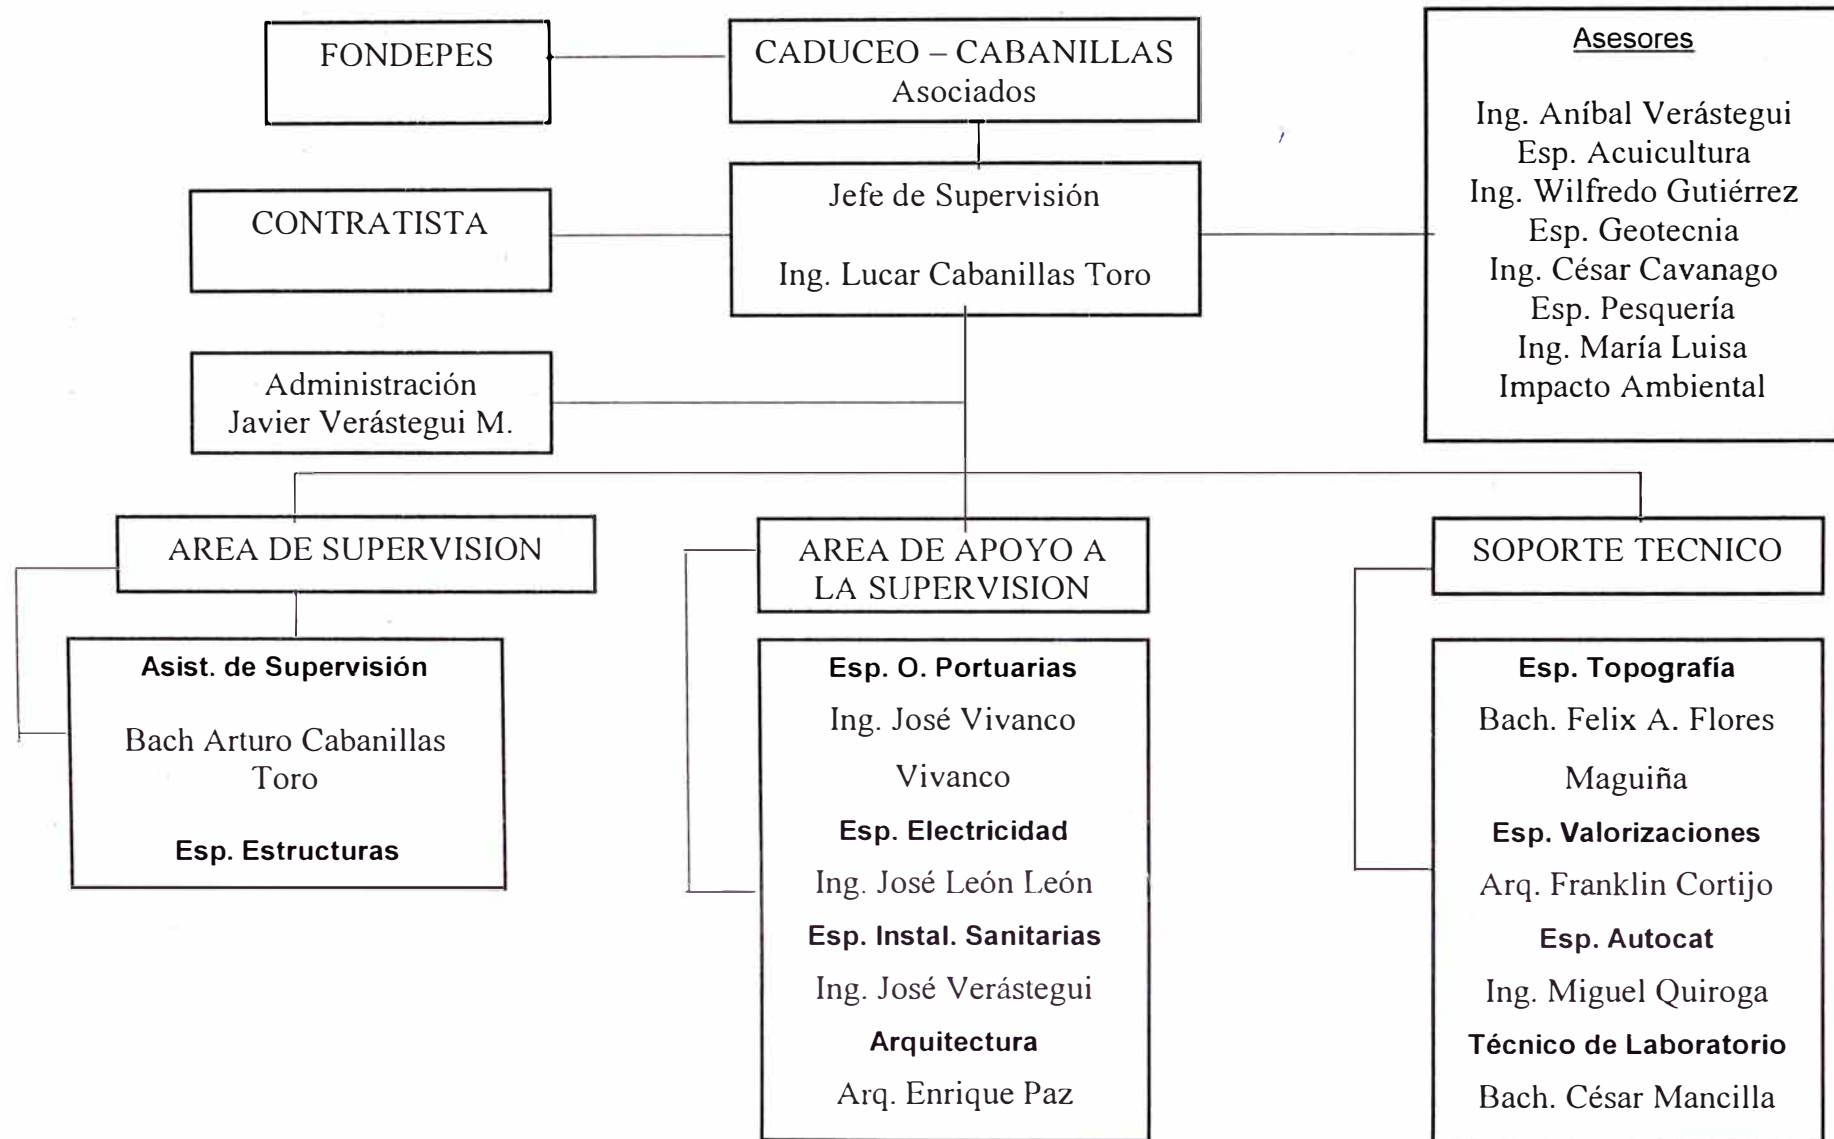 FONDEPES
CADUCEO – CABANILLAS
Asociados
Asesores
Ing. Aníbal Verástegui
Esp. Acuicultura
Ing. Wilfredo Gutiérrez
Esp. Geotecnia
Ing. César Cavanago
Esp. Pesquería
Ing. María Luisa
Impacto Ambiental
CONTRATISTA
Jefe de Supervisión
Ing. Lucar Cabanillas Toro
Administración
Javier Verástegui M.
AREA DE SUPERVISION
Asist. de Supervisión
Bach Arturo Cabanillas
Toro
Esp. Estructuras
AREA DE APOYO A
LA SUPERVISION
Esp. O. Portuarias
Ing. José Vivanco
Vivanco
Esp. Electricidad
Ing. José León León
Esp. Instal. Sanitarias
Ing. José Verástegui
Arquitectura
Arq. Enrique Paz
SOPORTE TECNICO
Esp. Topografía
Bach. Felix A. Flores
Maguiña
Esp. Valorizaciones
Arq. Franklin Cortijo
Esp. Autocat
Ing. Miguel Quiroga
Técnico de Laboratorio
Bach. César Mancilla